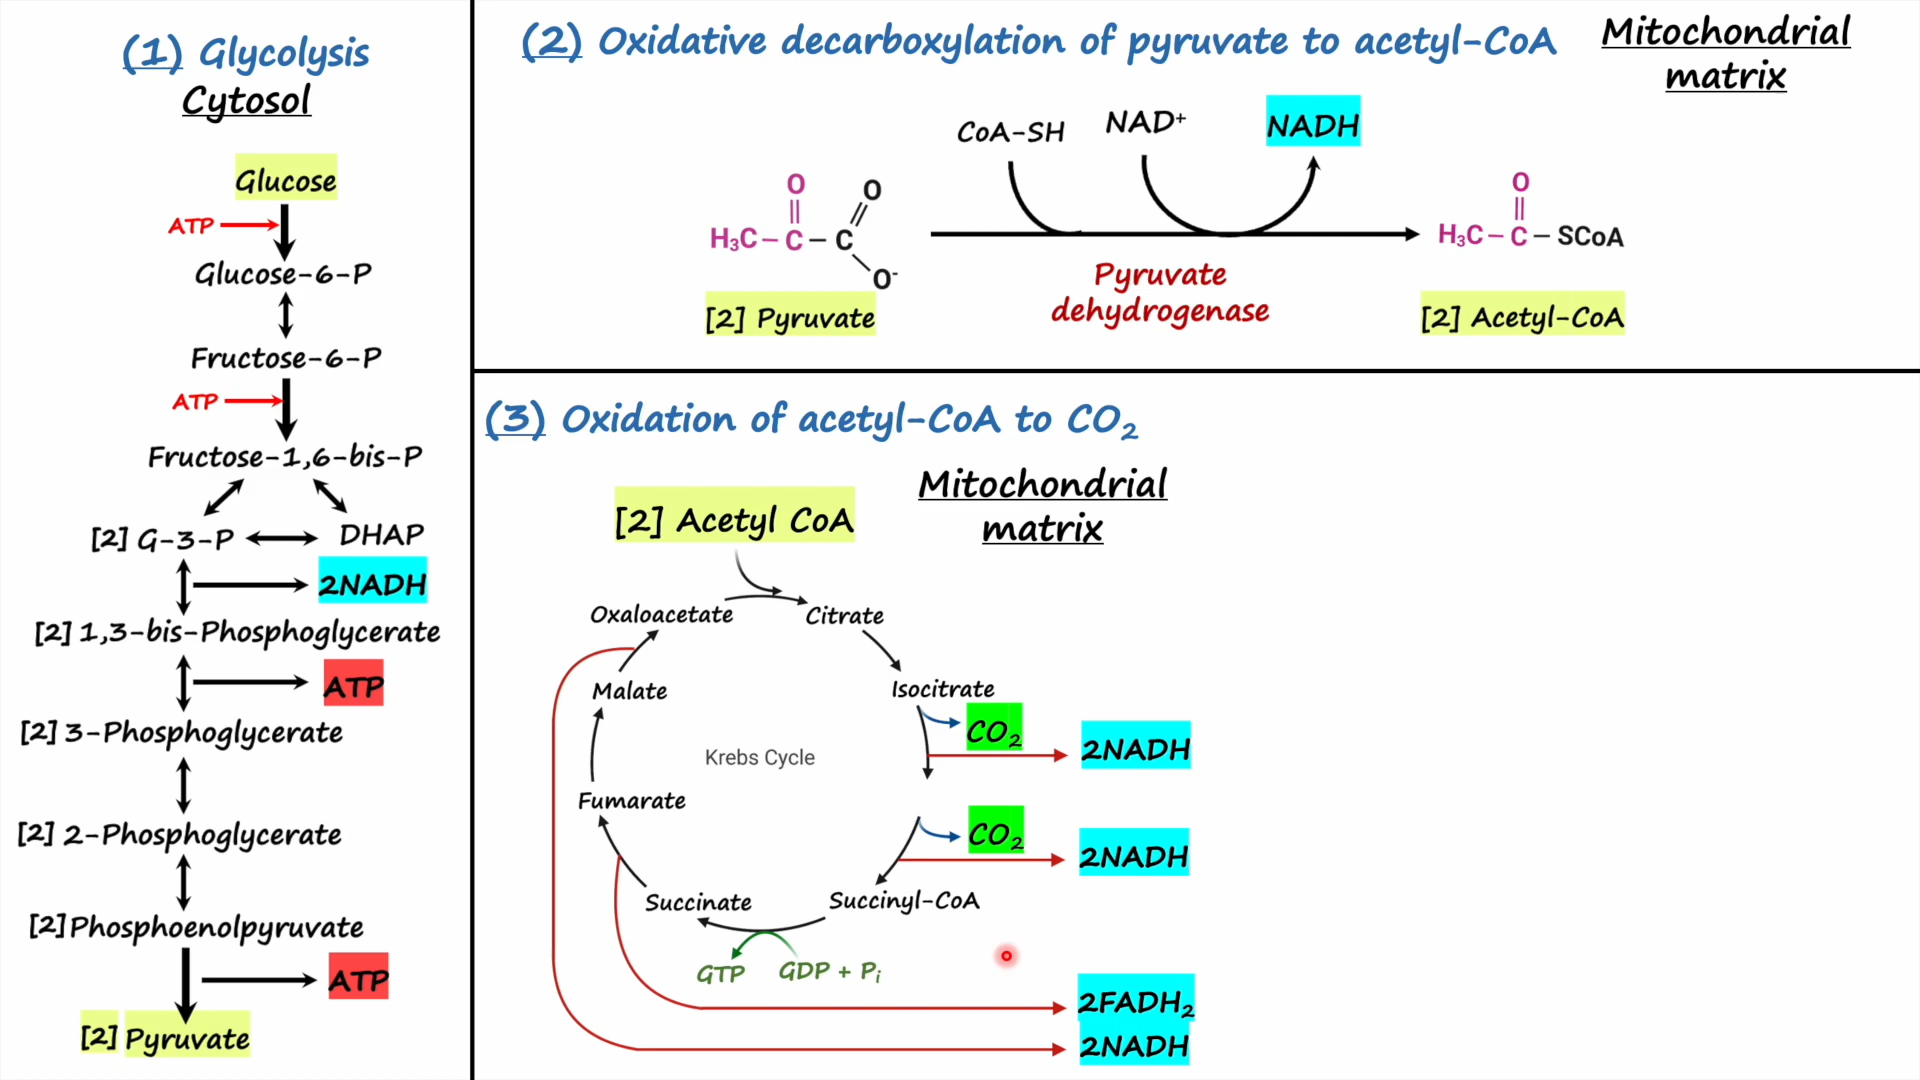 (1) Glycolysis
Cytosol
Glucose
ATP
Glucose-6-P
Fructose-6-P
ATP
Fructose-1,6-bis-P
[2] G-3-P
DHAP
2NADH
[2] 1,3-bis-Phosphoglycerate
ATP
[2] 3-Phosphoglycerate
[2] 2-Phosphoglycerate
[2] Phosphoenolpyruvate
ATP
[2] Pyruvate
(2) Oxidative decarboxylation of pyruvate to acetyl-CoA
Mitochondrial
matrix
CoA-SH
NAD⁺
NADH
O
O
H₃C – C – C
O⁻
O
H₃C – C – SCoA
Pyruvate
dehydrogenase
[2] Pyruvate
[2] Acetyl-CoA
(3) Oxidation of acetyl-CoA to CO₂
Mitochondrial
matrix
[2] Acetyl CoA
Oxaloacetate
Citrate
Malate
Isocitrate
CO₂
2NADH
Krebs Cycle
Fumarate
CO₂
2NADH
Succinate
Succinyl-CoA
GTP
GDP + Pᵢ
2FADH₂
2NADH